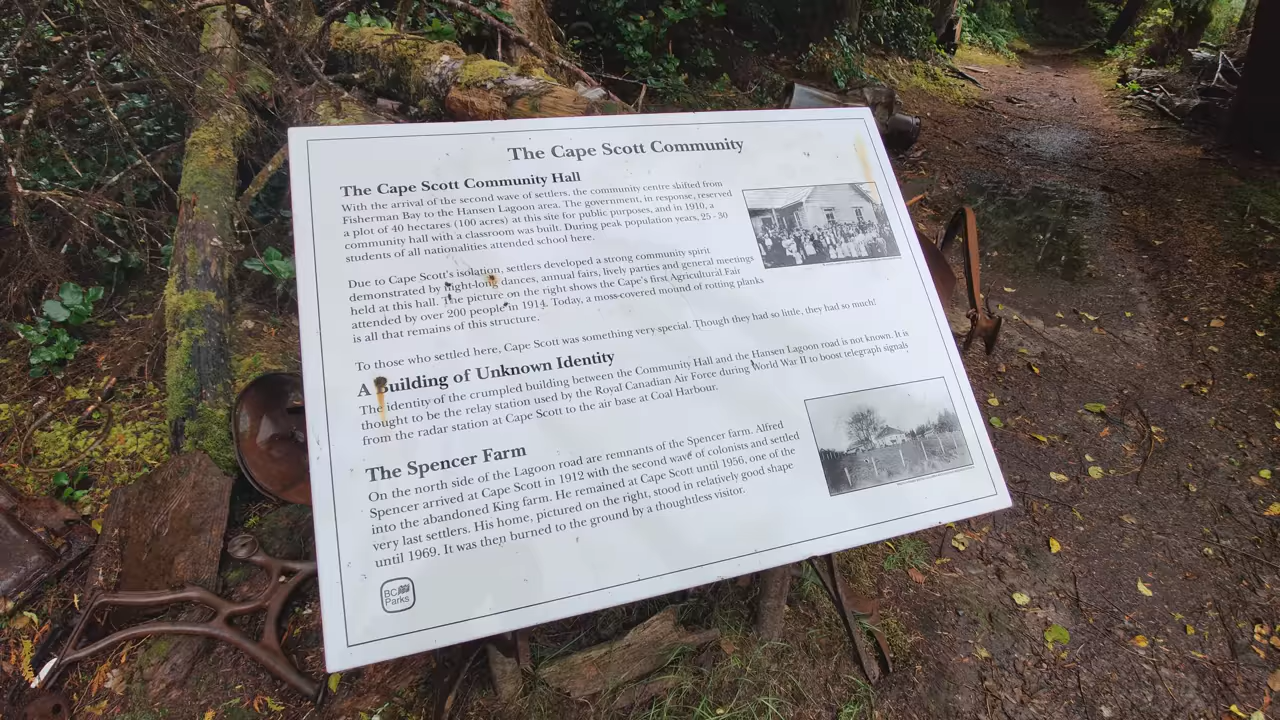 The Cape Scott Community
The Cape Scott Community Hall
With the arrival of the second wave of settlers, the community centre shifted from
Fisherman Bay to the Hansen Lagoon area. The government, in response, reserved
a plot of 40 hectares (100 acres) at this site for public purposes, and in 1910, a
community hall with a classroom was built. During peak population years, 25 - 30
students of all nationalities attended school here.
Due to Cape Scott's isolation, settlers developed a strong community spirit
demonstrated by night-long dances, annual fairs, lively parties and general meetings
held at this hall. The picture on the right shows the Cape's first Agricultural Fair
attended by over 200 people in 1914. Today, a moss-covered mound of rotting planks
is all that remains of this structure.
To those who settled here, Cape Scott was something very special. Though they had so little, they had so much!
A Building of Unknown Identity
The identity of the crumpled building between the Community Hall and the Hansen Lagoon road is not known. It is
thought to be the relay station used by the Royal Canadian Air Force during World War II to boost telegraph signals
from the radar station at Cape Scott to the air base at Coal Harbour.
The Spencer Farm
On the north side of the Lagoon road are remnants of the Spencer farm. Alfred
Spencer arrived at Cape Scott in 1912 with the second wave of colonists and settled
into the abandoned King farm. He remained at Cape Scott until 1956, one of the
very last settlers. His home, pictured on the right, stood in relatively good shape
until 1969. It was then burned to the ground by a thoughtless visitor.
BC
Parks